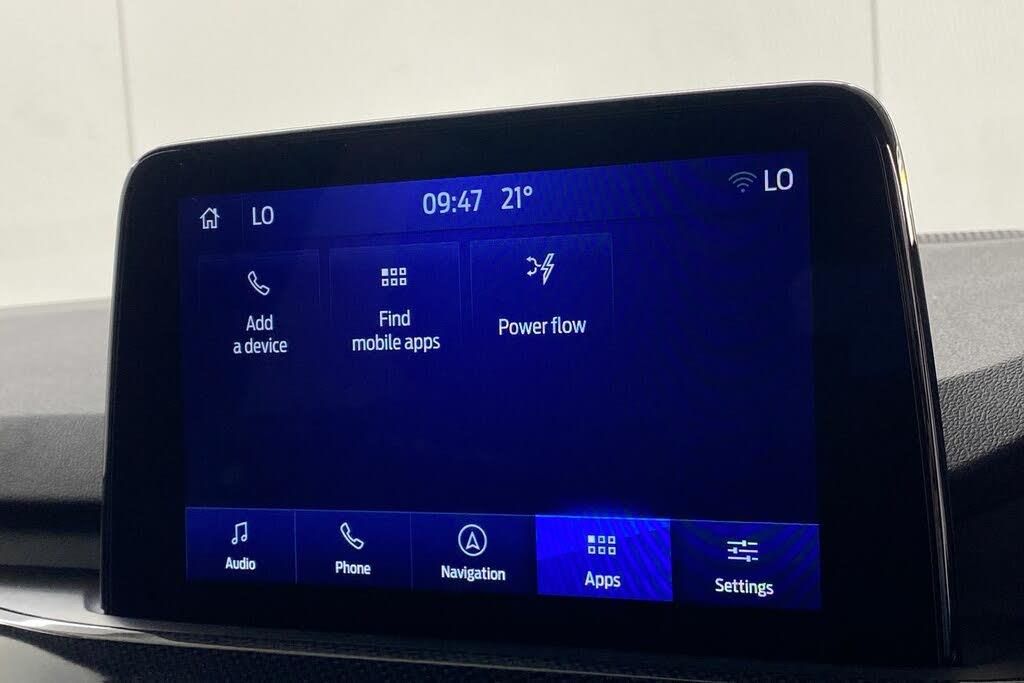 LO 09:47 21° LO
Add
a device
Find
mobile apps
Power flow
Audio Phone Navigation Apps Settings